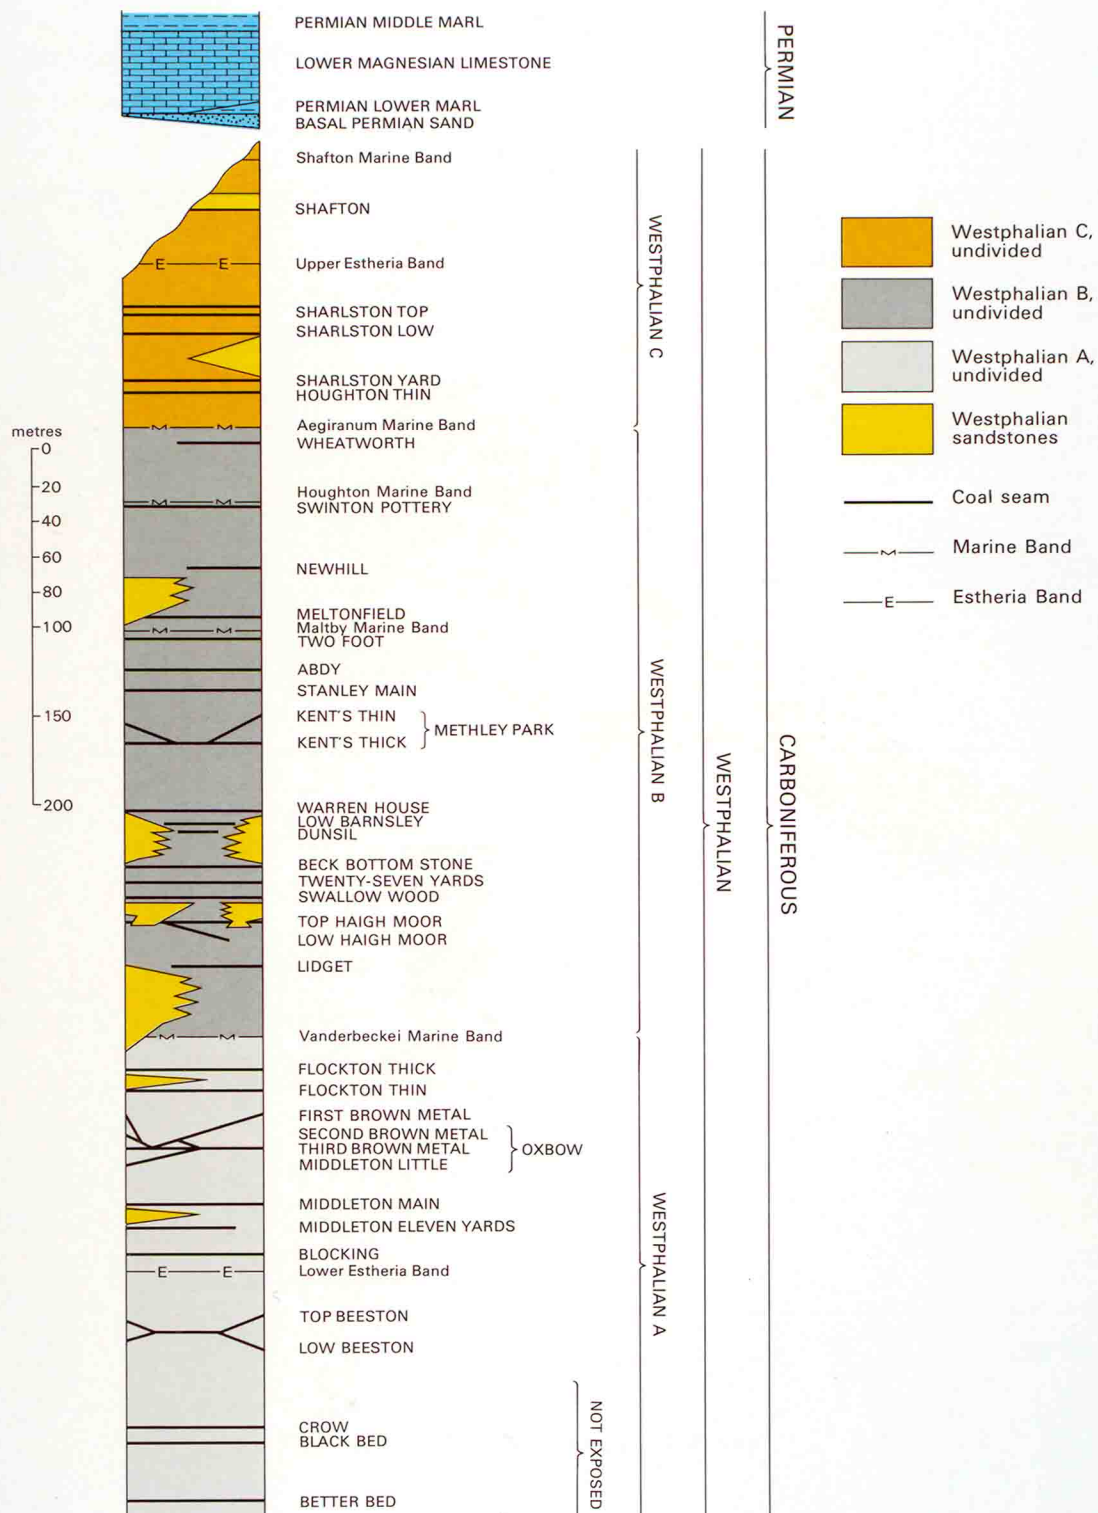 PERMIAN MIDDLE MARL
LOWER MAGNESIAN LIMESTONE
PERMIAN LOWER MARL
BASAL PERMIAN SAND
PERMIAN
Shafton Marine Band
SHAFTON
Upper Estheria Band
E E
SHARLSTON TOP
SHARLSTON LOW
SHARLSTON YARD
HOUGHTON THIN
Aegiranum Marine Band
M M
WHEATWORTH
Houghton Marine Band
M M
SWINTON POTTERY
NEWHILL
MELTONFIELD
Maltby Marine Band
M M
TWO FOOT
ABDY
STANLEY MAIN
KENT'S THIN
KENT'S THICK
METHLEY PARK
WARREN HOUSE
LOW BARNSLEY
DUNSIL
BECK BOTTOM STONE
TWENTY-SEVEN YARDS
SWALLOW WOOD
TOP HAIGH MOOR
LOW HAIGH MOOR
LIDGET
Vanderbeckei Marine Band
M M
FLOCKTON THICK
FLOCKTON THIN
FIRST BROWN METAL
SECOND BROWN METAL
THIRD BROWN METAL
MIDDLETON LITTLE
OXBOW
MIDDLETON MAIN
MIDDLETON ELEVEN YARDS
BLOCKING
Lower Estheria Band
E E
TOP BEESTON
LOW BEESTON
CROW
BLACK BED
BETTER BED
NOT EXPOSED
WESTPHALIAN C
WESTPHALIAN B
WESTPHALIAN A
WESTPHALIAN
CARBONIFEROUS
metres
0
20
40
60
80
100
150
200
Westphalian C,
undivided
Westphalian B,
undivided
Westphalian A,
undivided
Westphalian
sandstones
Coal seam
M
Marine Band
E
Estheria Band